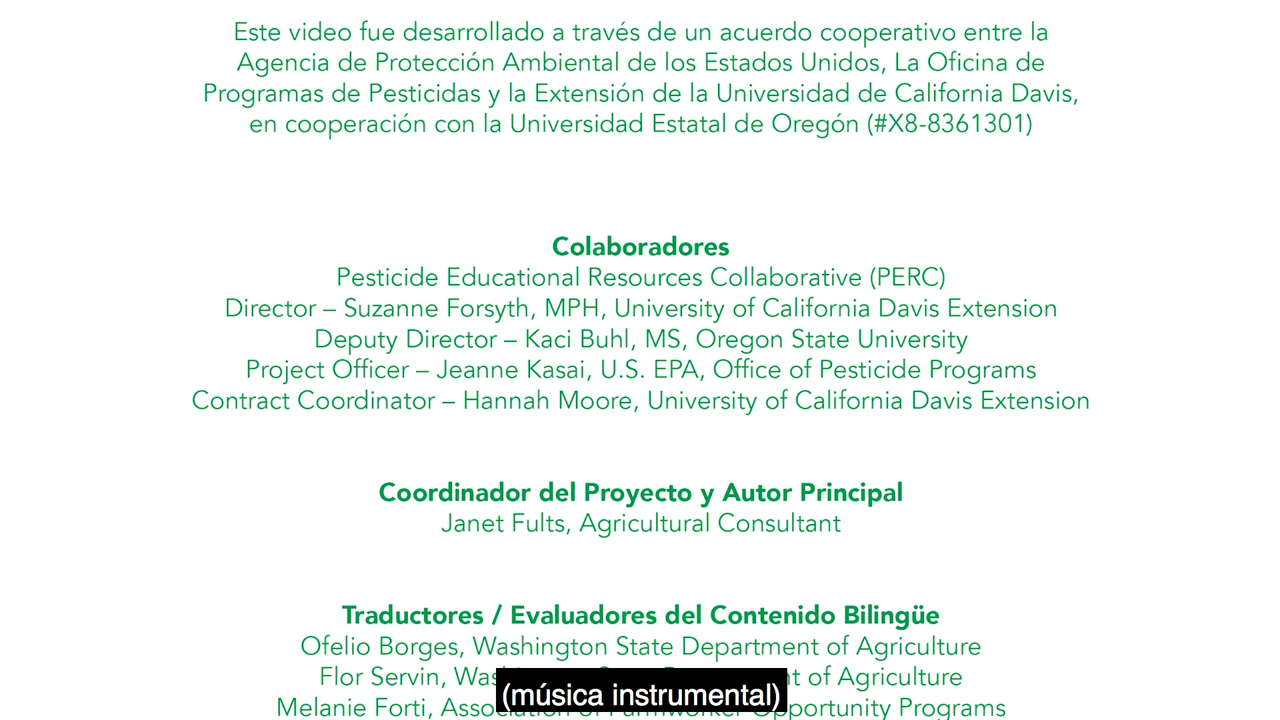 Este video fue desarrollado a través de un acuerdo cooperativo entre la
Agencia de Protección Ambiental de los Estados Unidos, La Oficina de
Programas de Pesticidas y la Extensión de la Universidad de California Davis,
en cooperación con la Universidad Estatal de Oregón (#X8-8361301)
Colaboradores
Pesticide Educational Resources Collaborative (PERC)
Director – Suzanne Forsyth, MPH, University of California Davis Extension
Deputy Director – Kaci Buhl, MS, Oregon State University
Project Officer – Jeanne Kasai, U.S. EPA, Office of Pesticide Programs
Contract Coordinator – Hannah Moore, University of California Davis Extension
Coordinador del Proyecto y Autor Principal
Janet Fults, Agricultural Consultant
Traductores / Evaluadores del Contenido Bilingüe
Ofelio Borges, Washington State Department of Agriculture
Flor Servin, of Agriculture
Melanie Forti, Opportunity Programs
(música instrumental)